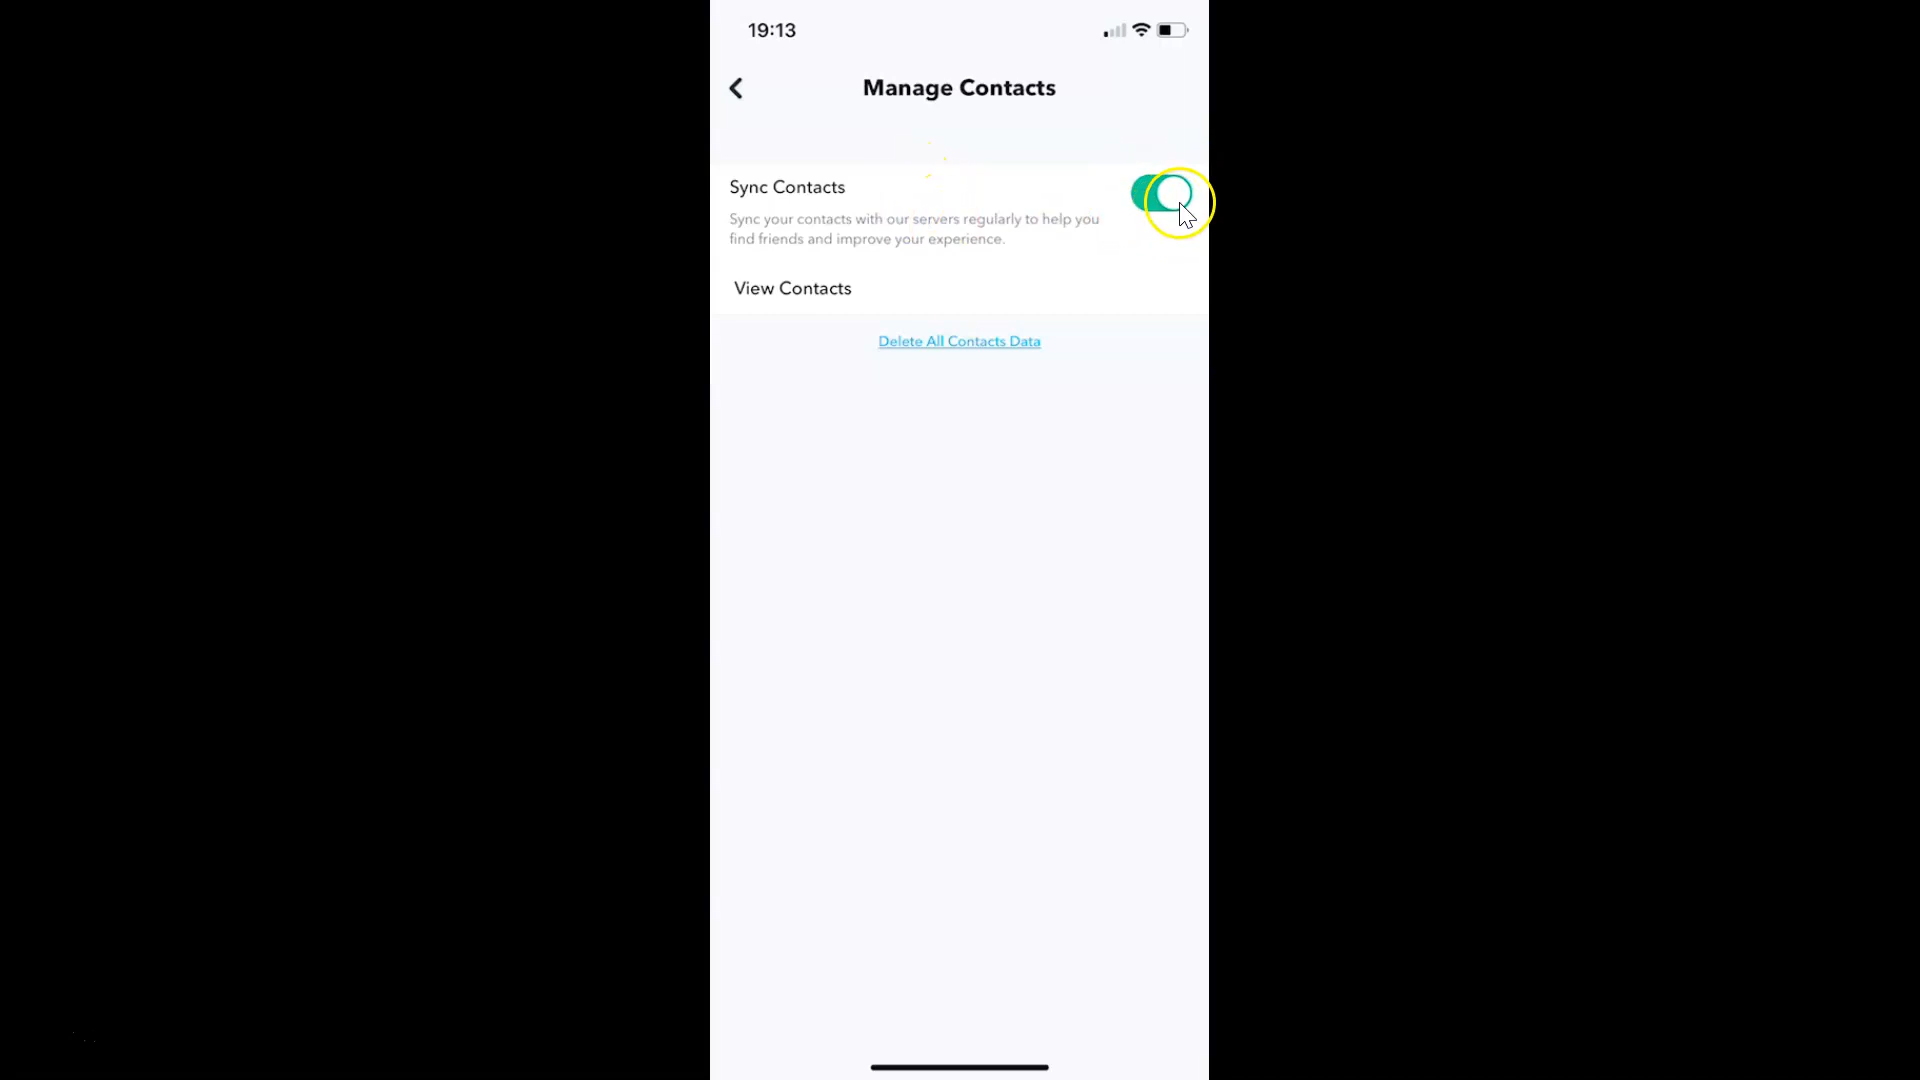 19:13
Manage Contacts
Sync Contacts
Sync your contacts with our servers regularly to help you
find friends and improve your experience.
View Contacts
Delete All Contacts Data